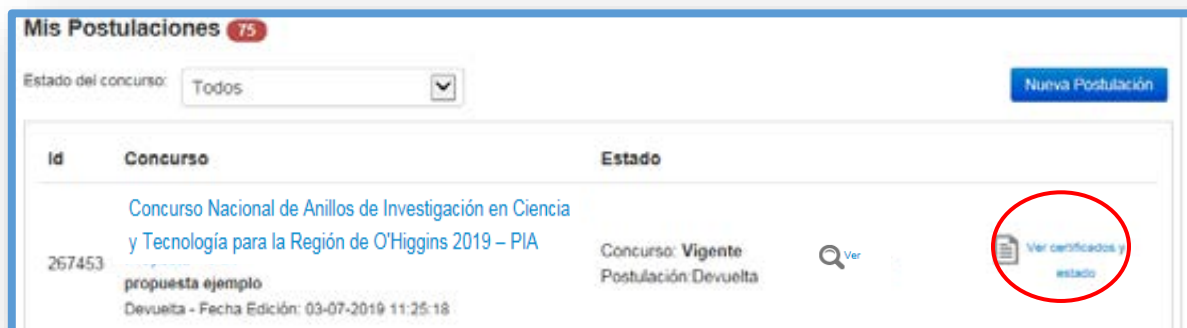 Mis Postulaciones 75
Estado del concurso: Todos
Nueva Postulación
Id Concurso Estado
Concurso Nacional de Anillos de Investigación en Ciencia
y Tecnología para la Región de O'Higgins 2019 – PIA
267453
propuesta ejemplo
Devuelta - Fecha Edición: 03-07-2019 11:25:18
Concurso: Vigente
Postulación:Devuelta
Ver
Ver certificados y
estado